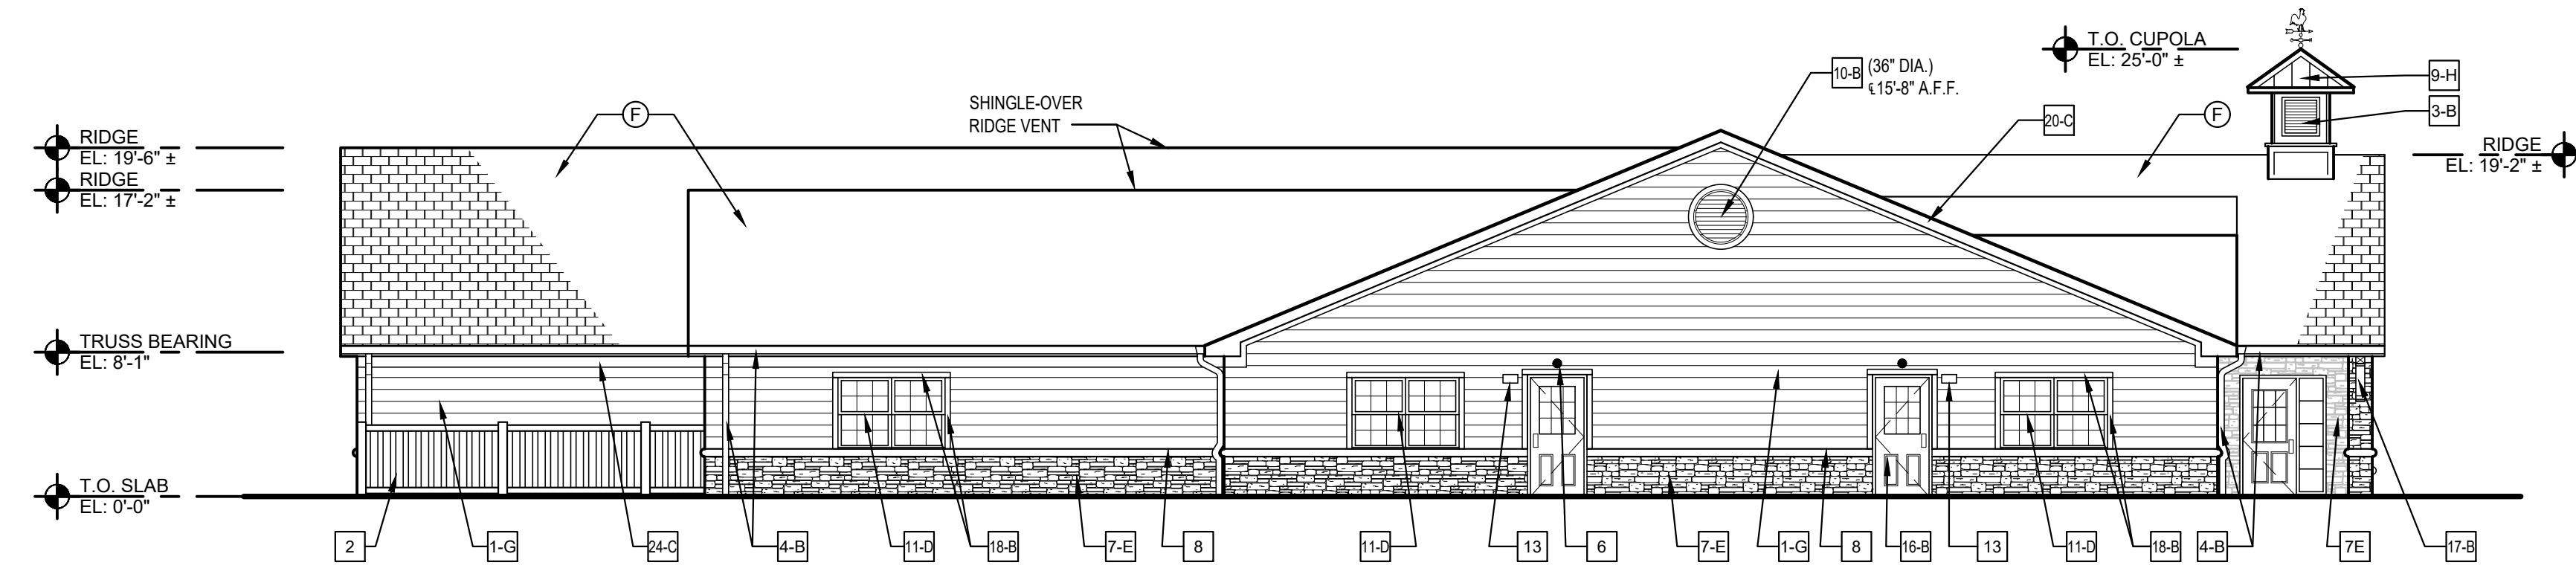 T.O. CUPOLA
EL: 25'-0" ±
9-H
10-B (36" DIA.)
℄15'-8" A.F.F.
3-B
SHINGLE-OVER
RIDGE VENT
F
20-C
F
RIDGE
EL: 19'-6" ±
RIDGE
EL: 19'-2" ±
RIDGE
EL: 17'-2" ±
TRUSS BEARING
EL: 8'-1"
T.O. SLAB
EL: 0'-0"
2
1-G
24-C
4-B
11-D
18-B
7-E
8
11-D
13
6
7-E
1-G
8
16-B
13
11-D
18-B
4-B
7E
17-B